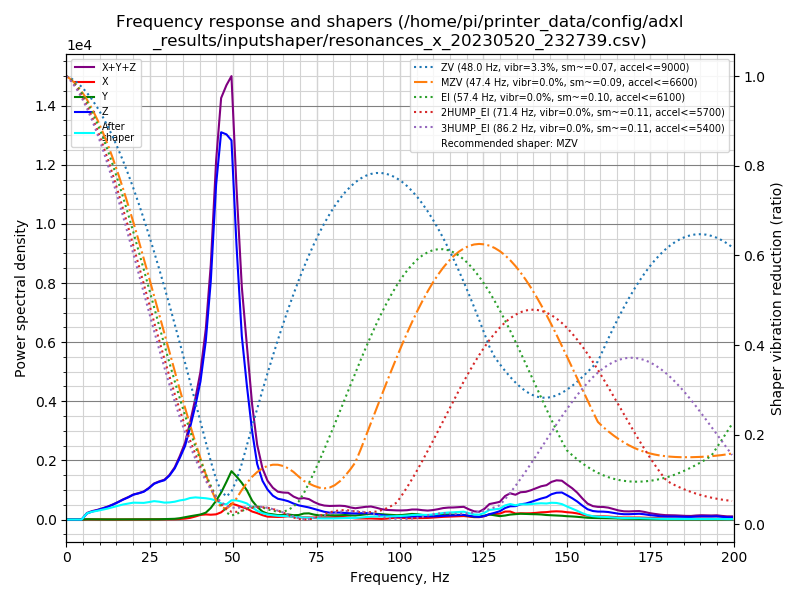 Frequency response and shapers (/home/pi/printer_data/config/adxl
_results/inputshaper/resonances_x_20230520_232739.csv)
1e4
X+Y+Z
X
Y
Z
After
shaper
ZV (48.0 Hz, vibr=3.3%, sm~=0.07, accel<=9000)
MZV (47.4 Hz, vibr=0.0%, sm~=0.09, accel<=6600)
EI (57.4 Hz, vibr=0.0%, sm~=0.10, accel<=6100)
2HUMP_EI (71.4 Hz, vibr=0.0%, sm~=0.11, accel<=5700)
3HUMP_EI (86.2 Hz, vibr=0.0%, sm~=0.11, accel<=5400)
Recommended shaper: MZV
Power spectral density
1.4
1.2
1.0
0.8
0.6
0.4
0.2
0.0
1.0
0.8
0.6
0.4
0.2
0.0
Shaper vibration reduction (ratio)
0 25 50 75 100 125 150 175 200
Frequency, Hz